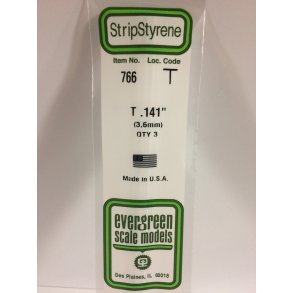 StripStyrene
Item No. Loc. Code
766 T
T .141"
(3,6mm)
QTY 3
Made in U.S.A.
evergreen
scale models
Des Plaines, IL 60018